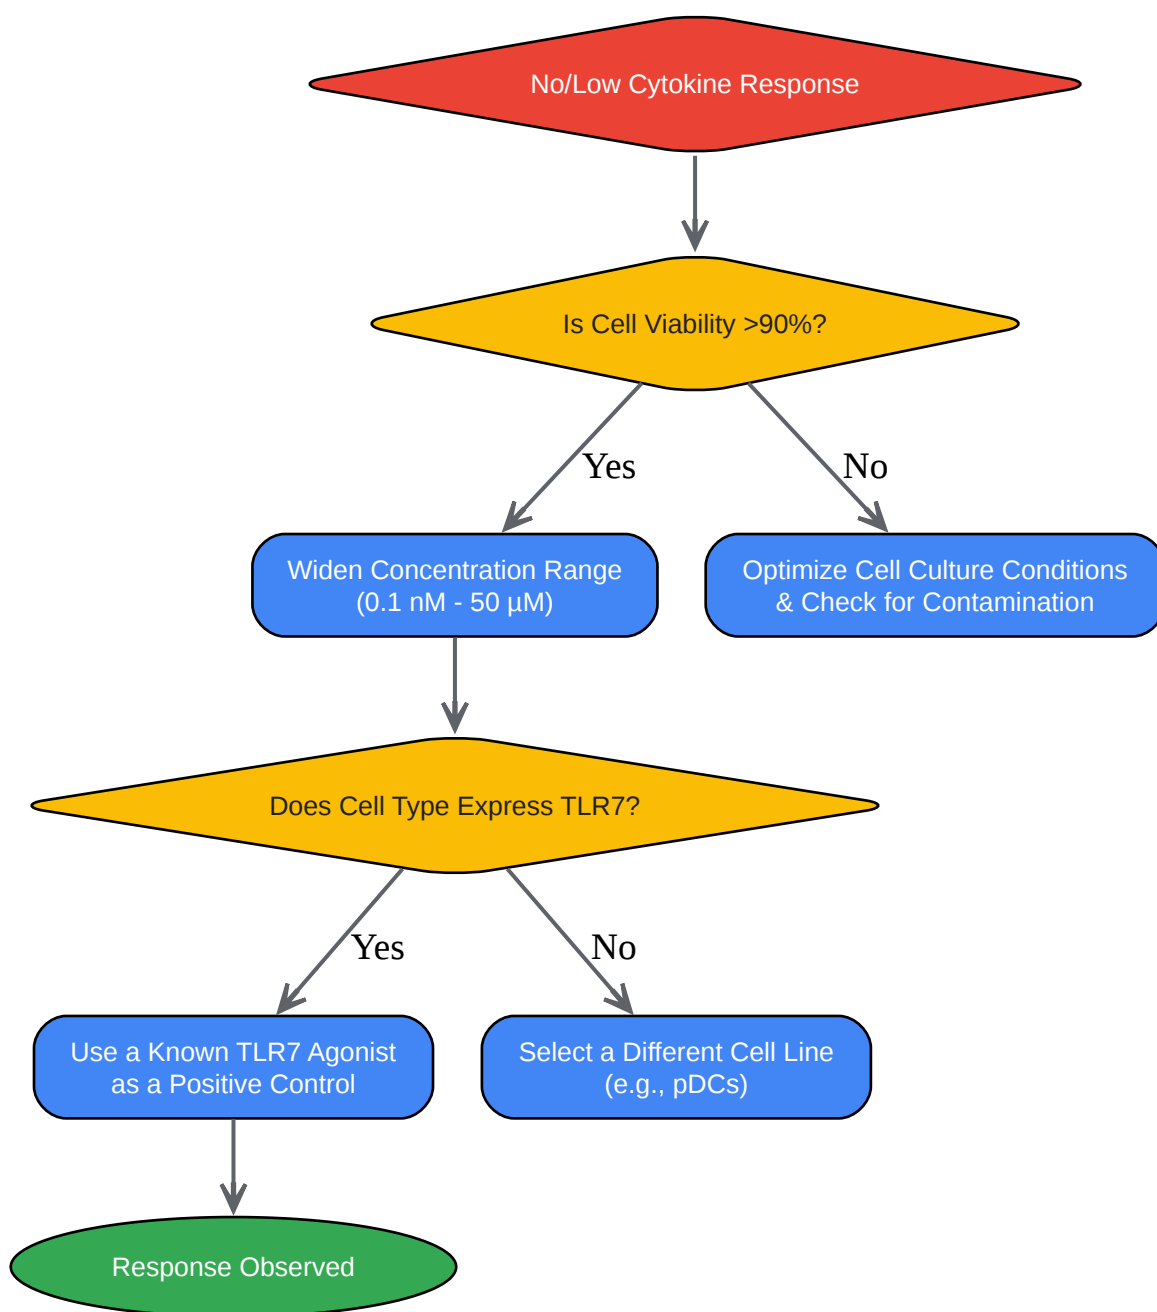 No/Low Cytokine Response
Is Cell Viability >90%?
Yes
No
Widen Concentration Range
(0.1 nM - 50 µM)
Optimize Cell Culture Conditions
& Check for Contamination
Does Cell Type Express TLR7?
Yes
No
Use a Known TLR7 Agonist
as a Positive Control
Select a Different Cell Line
(e.g., pDCs)
Response Observed